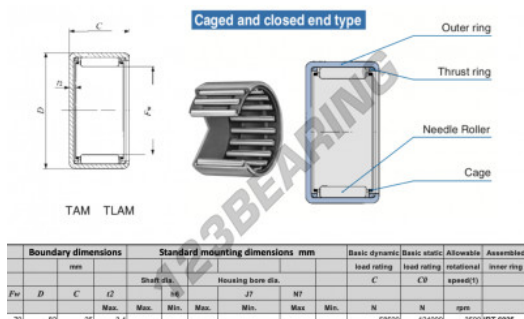 Caged and closed end type
C
t2
D
Fw
TAM TLAM
Outer ring
Thrust ring
Needle Roller
Cage
123BEARING
Boundary dimensions Standard mounting dimensions mm Basic dynamic Basic static Allowable Assembled
mm load rating load rating rotational inner ring
Shaft dia. Housing bore dia. C C0 speed(1)
Fw D C t2 h6 J7 N7
Max. Max. Min. Max. Min. Max Min. N N rpm